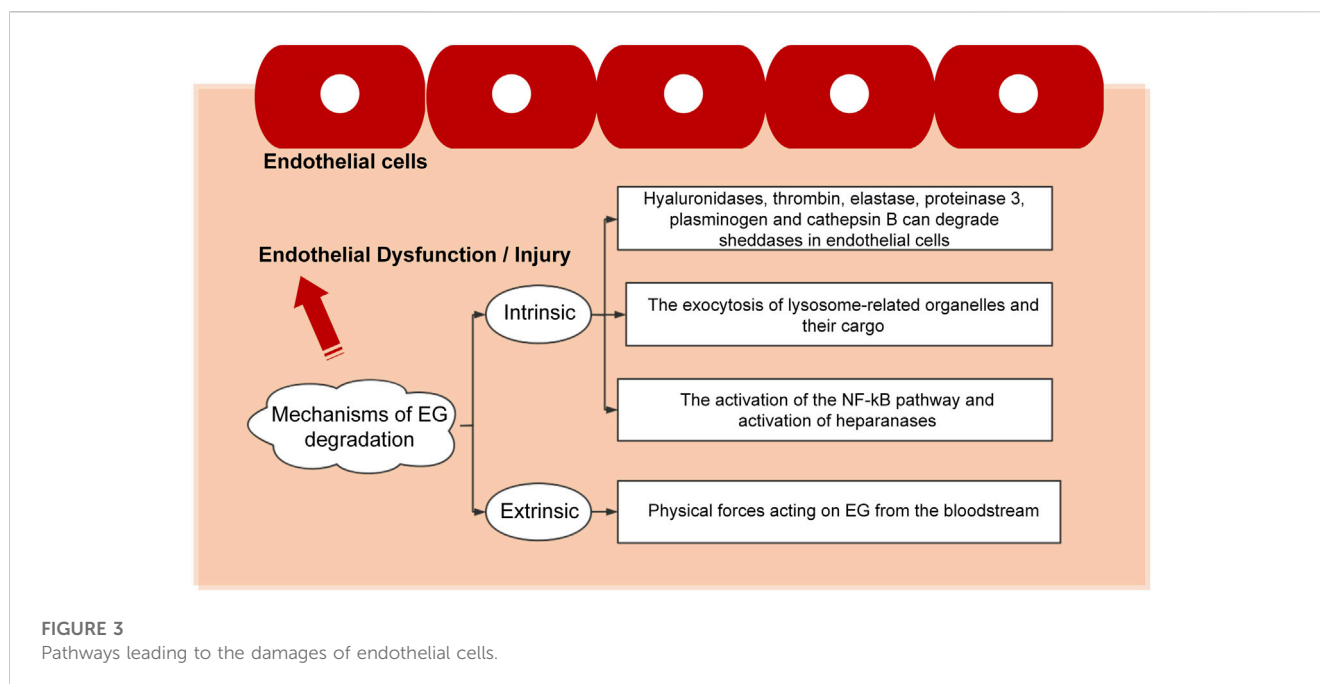 Endothelial cells
Endothelial Dysfunction / Injury
Mechanisms of EG
degradation
Intrinsic
Hyaluronidases, thrombin, elastase, proteinase 3,
plasminogen and cathepsin B can degrade
sheddases in endothelial cells
The exocytosis of lysosome-related organelles and
their cargo
The activation of the NF-kB pathway and
activation of heparanases
Extrinsic
Physical forces acting on EG from the bloodstream
FIGURE 3
Pathways leading to the damages of endothelial cells.